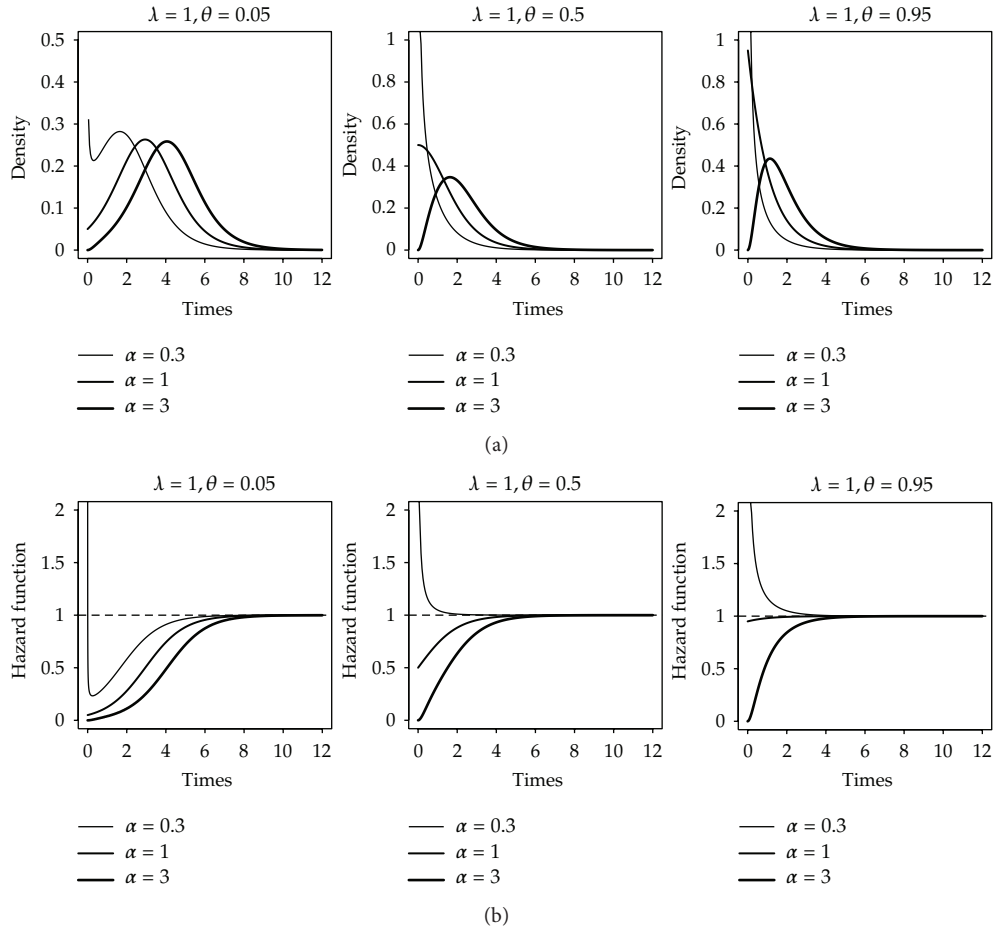 λ = 1, θ = 0.05
0.5
0.4
0.3
0.2
0.1
0
Density
0 2 4 6 8 10 12
Times
α = 0.3
α = 1
α = 3
λ = 1, θ = 0.5
1
0.8
0.6
0.4
0.2
0
Density
0 2 4 6 8 10 12
Times
α = 0.3
α = 1
α = 3
λ = 1, θ = 0.95
1
0.8
0.6
0.4
0.2
0
Density
0 2 4 6 8 10 12
Times
α = 0.3
α = 1
α = 3
(a)
λ = 1, θ = 0.05
2
1.5
1
0.5
0
Hazard function
0 2 4 6 8 10 12
Times
α = 0.3
α = 1
α = 3
λ = 1, θ = 0.5
2
1.5
1
0.5
0
Hazard function
0 2 4 6 8 10 12
Times
α = 0.3
α = 1
α = 3
λ = 1, θ = 0.95
2
1.5
1
0.5
0
Hazard function
0 2 4 6 8 10 12
Times
α = 0.3
α = 1
α = 3
(b)